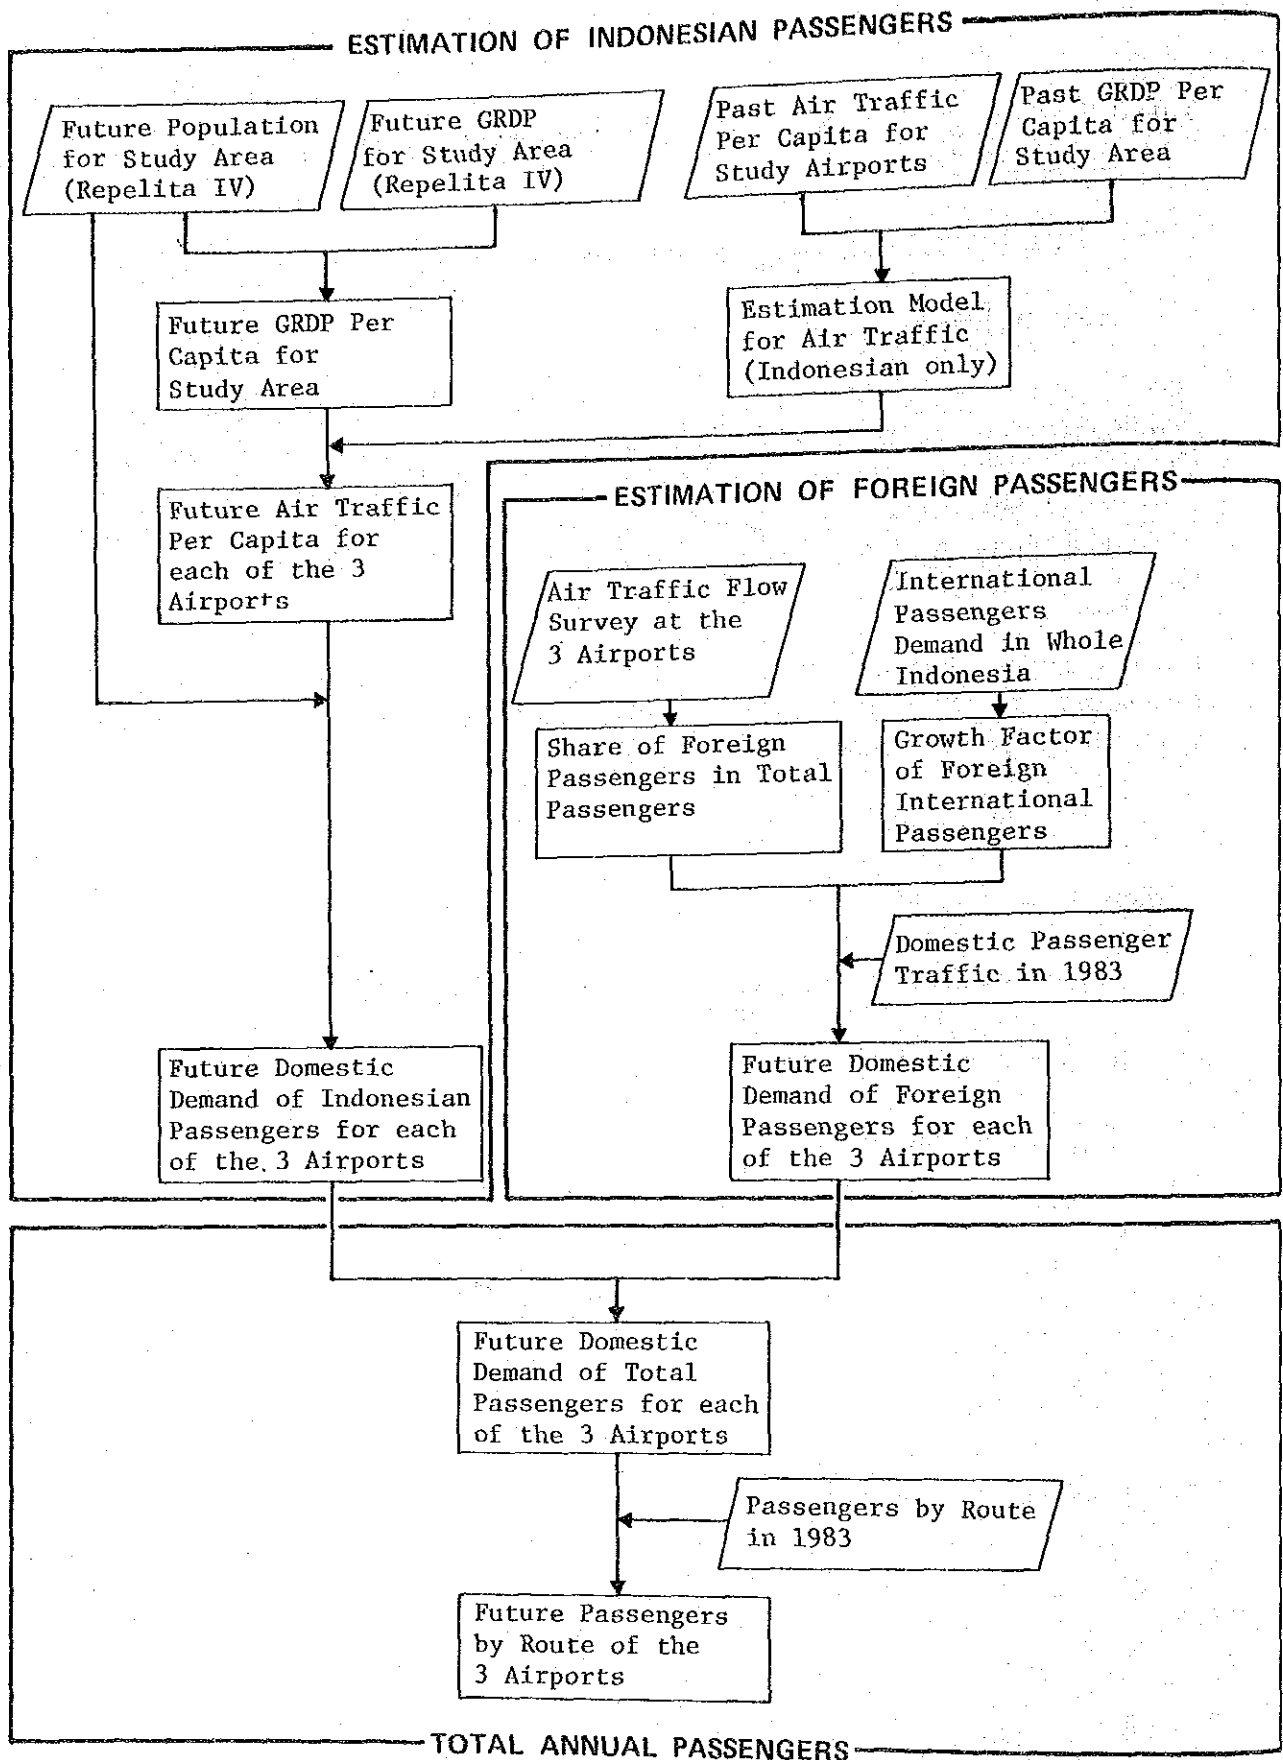 ESTIMATION OF INDONESIAN PASSENGERS
Future Population
for Study Area
(Repelita IV)
Future GRDP
for Study Area
(Repelita IV)
Past Air Traffic
Per Capita for
Study Airports
Past GRDP Per
Capita for
Study Area
Future GRDP Per
Capita for
Study Area
Estimation Model
for Air Traffic
(Indonesian only)
Future Air Traffic
Per Capita for
each of the 3
Airports
ESTIMATION OF FOREIGN PASSENGERS
Air Traffic Flow
Survey at the
3 Airports
International
Passengers
Demand in Whole
Indonesia
Share of Foreign
Passengers in Total
Passengers
Growth Factor
of Foreign
International
Passengers
Domestic Passenger
Traffic in 1983
Future Domestic
Demand of Indonesian
Passengers for each
of the 3 Airports
Future Domestic
Demand of Foreign
Passengers for each
of the 3 Airports
Future Domestic
Demand of Total
Passengers for each
of the 3 Airports
Passengers by Route
in 1983
Future Passengers
by Route of the
3 Airports
TOTAL ANNUAL PASSENGERS